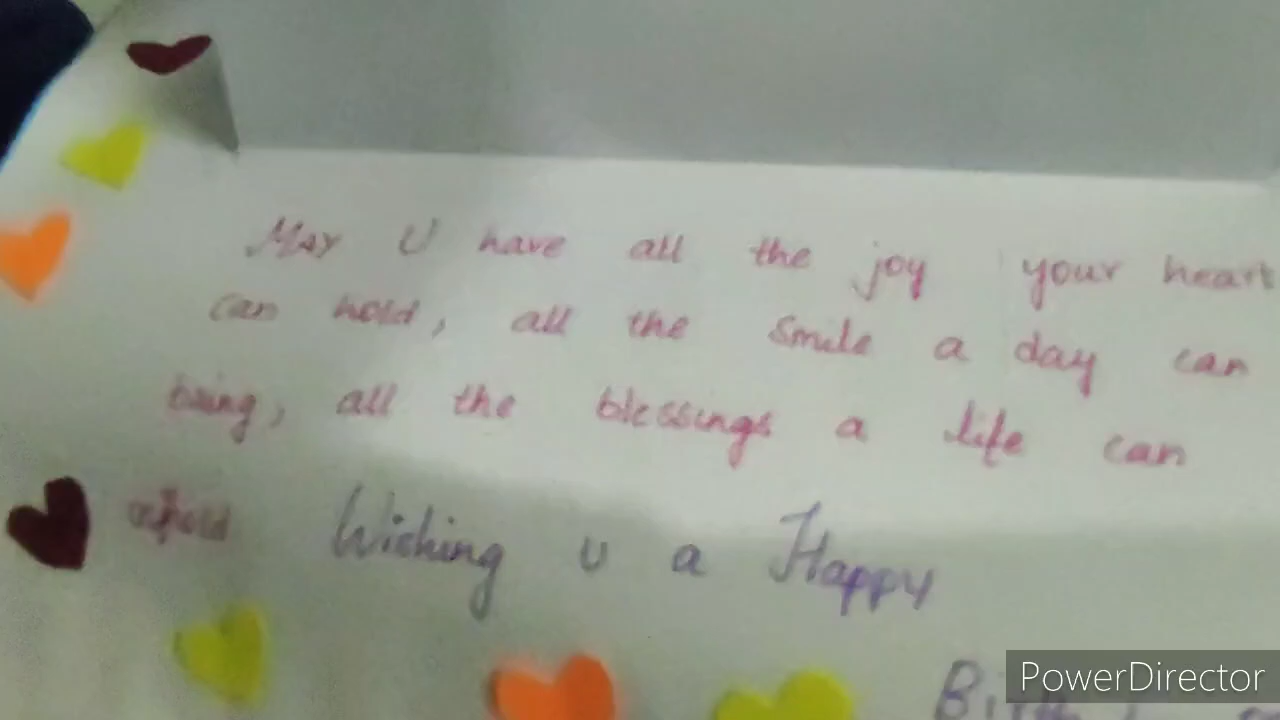 May U have all the joy your heart
can hold, all the smile a day can
bring, all the blessings a life can
Wishing u a Happy
PowerDirector